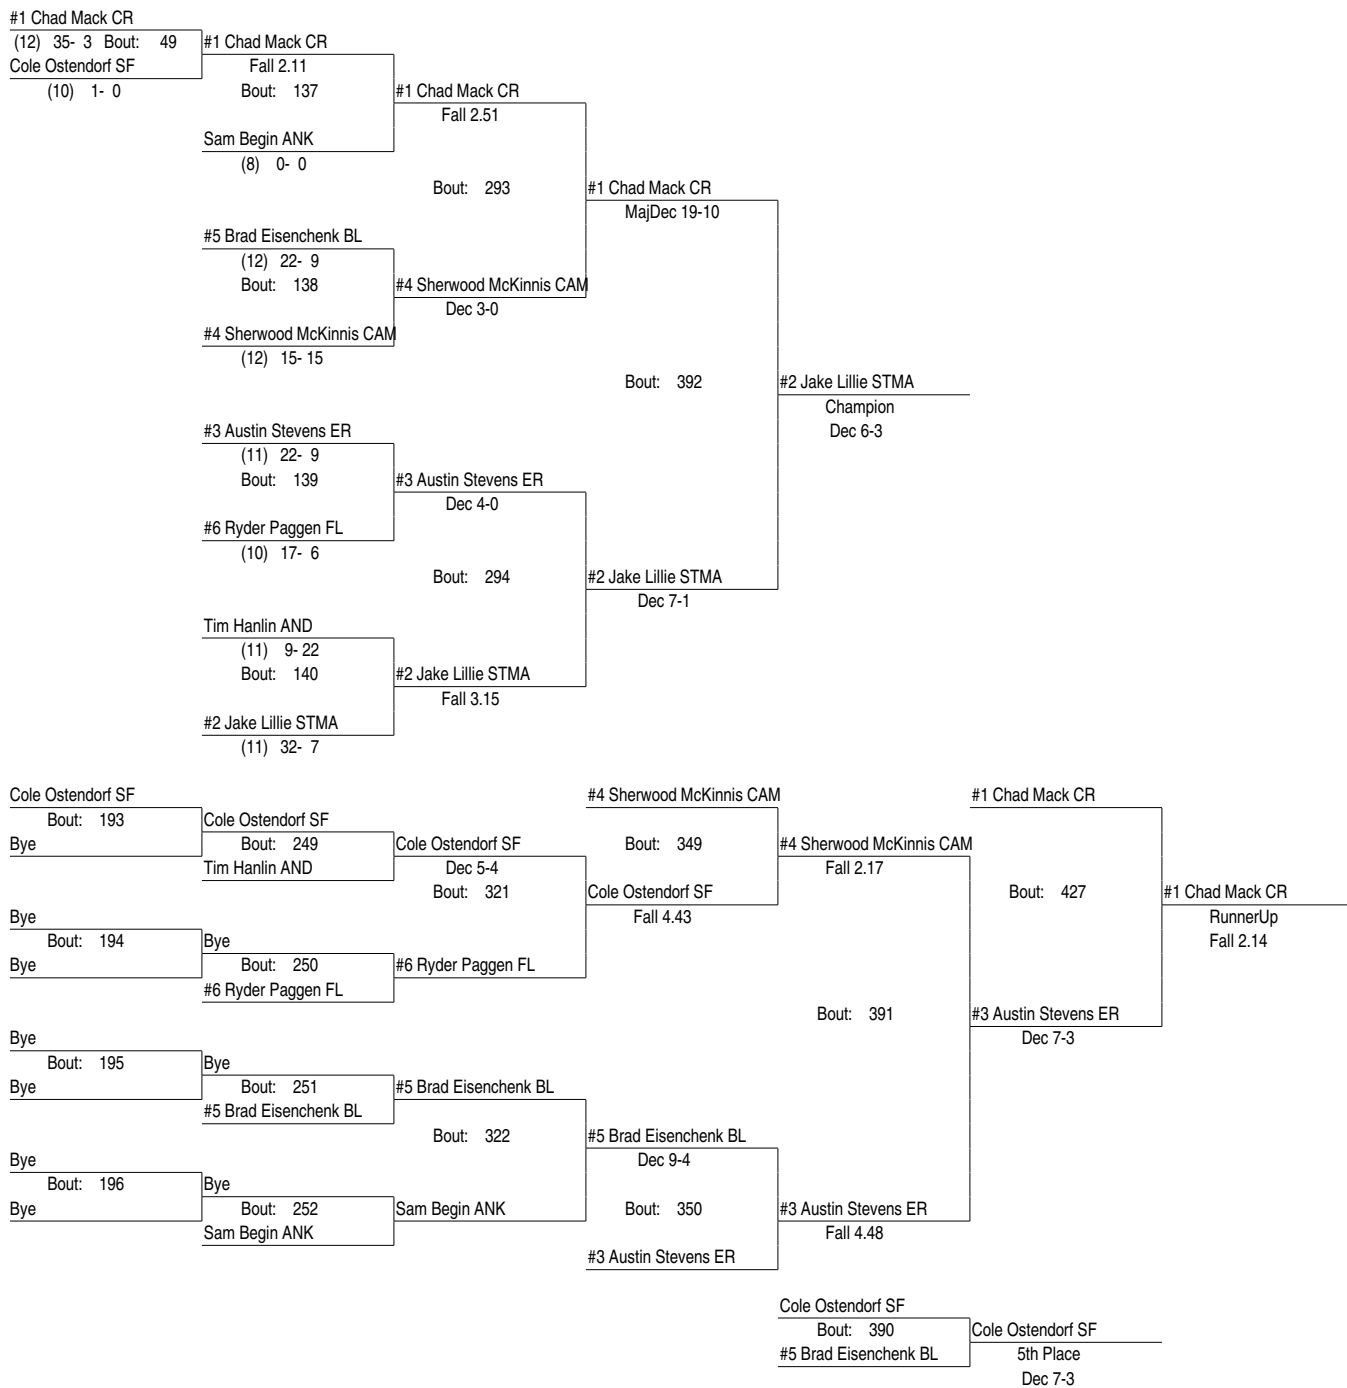 #1 Chad Mack CR
(12) 35- 3 Bout: 49
#1 Chad Mack CR
Cole Ostendorf SF
Fall 2.11
(10) 1- 0
Bout: 137
#1 Chad Mack CR
Fall 2.51
Sam Begin ANK
(8) 0- 0
Bout: 293
#1 Chad Mack CR
MajDec 19-10
#5 Brad Eisenchenk BL
(12) 22- 9
Bout: 138
#4 Sherwood McKinnis CAM
Dec 3-0
#4 Sherwood McKinnis CAM
(12) 15- 15
Bout: 392
#2 Jake Lillie STMA
Champion
Dec 6-3
#3 Austin Stevens ER
(11) 22- 9
Bout: 139
#3 Austin Stevens ER
Dec 4-0
#6 Ryder Paggen FL
(10) 17- 6
Bout: 294
#2 Jake Lillie STMA
Dec 7-1
Tim Hanlin AND
(11) 9- 22
Bout: 140
#2 Jake Lillie STMA
Fall 3.15
#2 Jake Lillie STMA
(11) 32- 7
Cole Ostendorf SF
#4 Sherwood McKinnis CAM
#1 Chad Mack CR
Bout: 193
Cole Ostendorf SF
Bye
Bout: 249
Cole Ostendorf SF
Bout: 349
#4 Sherwood McKinnis CAM
Tim Hanlin AND
Dec 5-4
Fall 2.17
Bout: 321
Cole Ostendorf SF
Bout: 427
#1 Chad Mack CR
Bye
Fall 4.43
RunnerUp
Bout: 194
Bye
Fall 2.14
Bye
Bout: 250
#6 Ryder Paggen FL
#6 Ryder Paggen FL
Bout: 391
#3 Austin Stevens ER
Bye
Dec 7-3
Bout: 195
Bye
Bye
Bout: 251
#5 Brad Eisenchenk BL
#5 Brad Eisenchenk BL
Bout: 322
#5 Brad Eisenchenk BL
Bye
Dec 9-4
Bout: 196
Bye
Bye
Bout: 252
Sam Begin ANK
Bout: 350
#3 Austin Stevens ER
Sam Begin ANK
Fall 4.48
#3 Austin Stevens ER
Cole Ostendorf SF
Bout: 390
Cole Ostendorf SF
#5 Brad Eisenchenk BL
5th Place
Dec 7-3